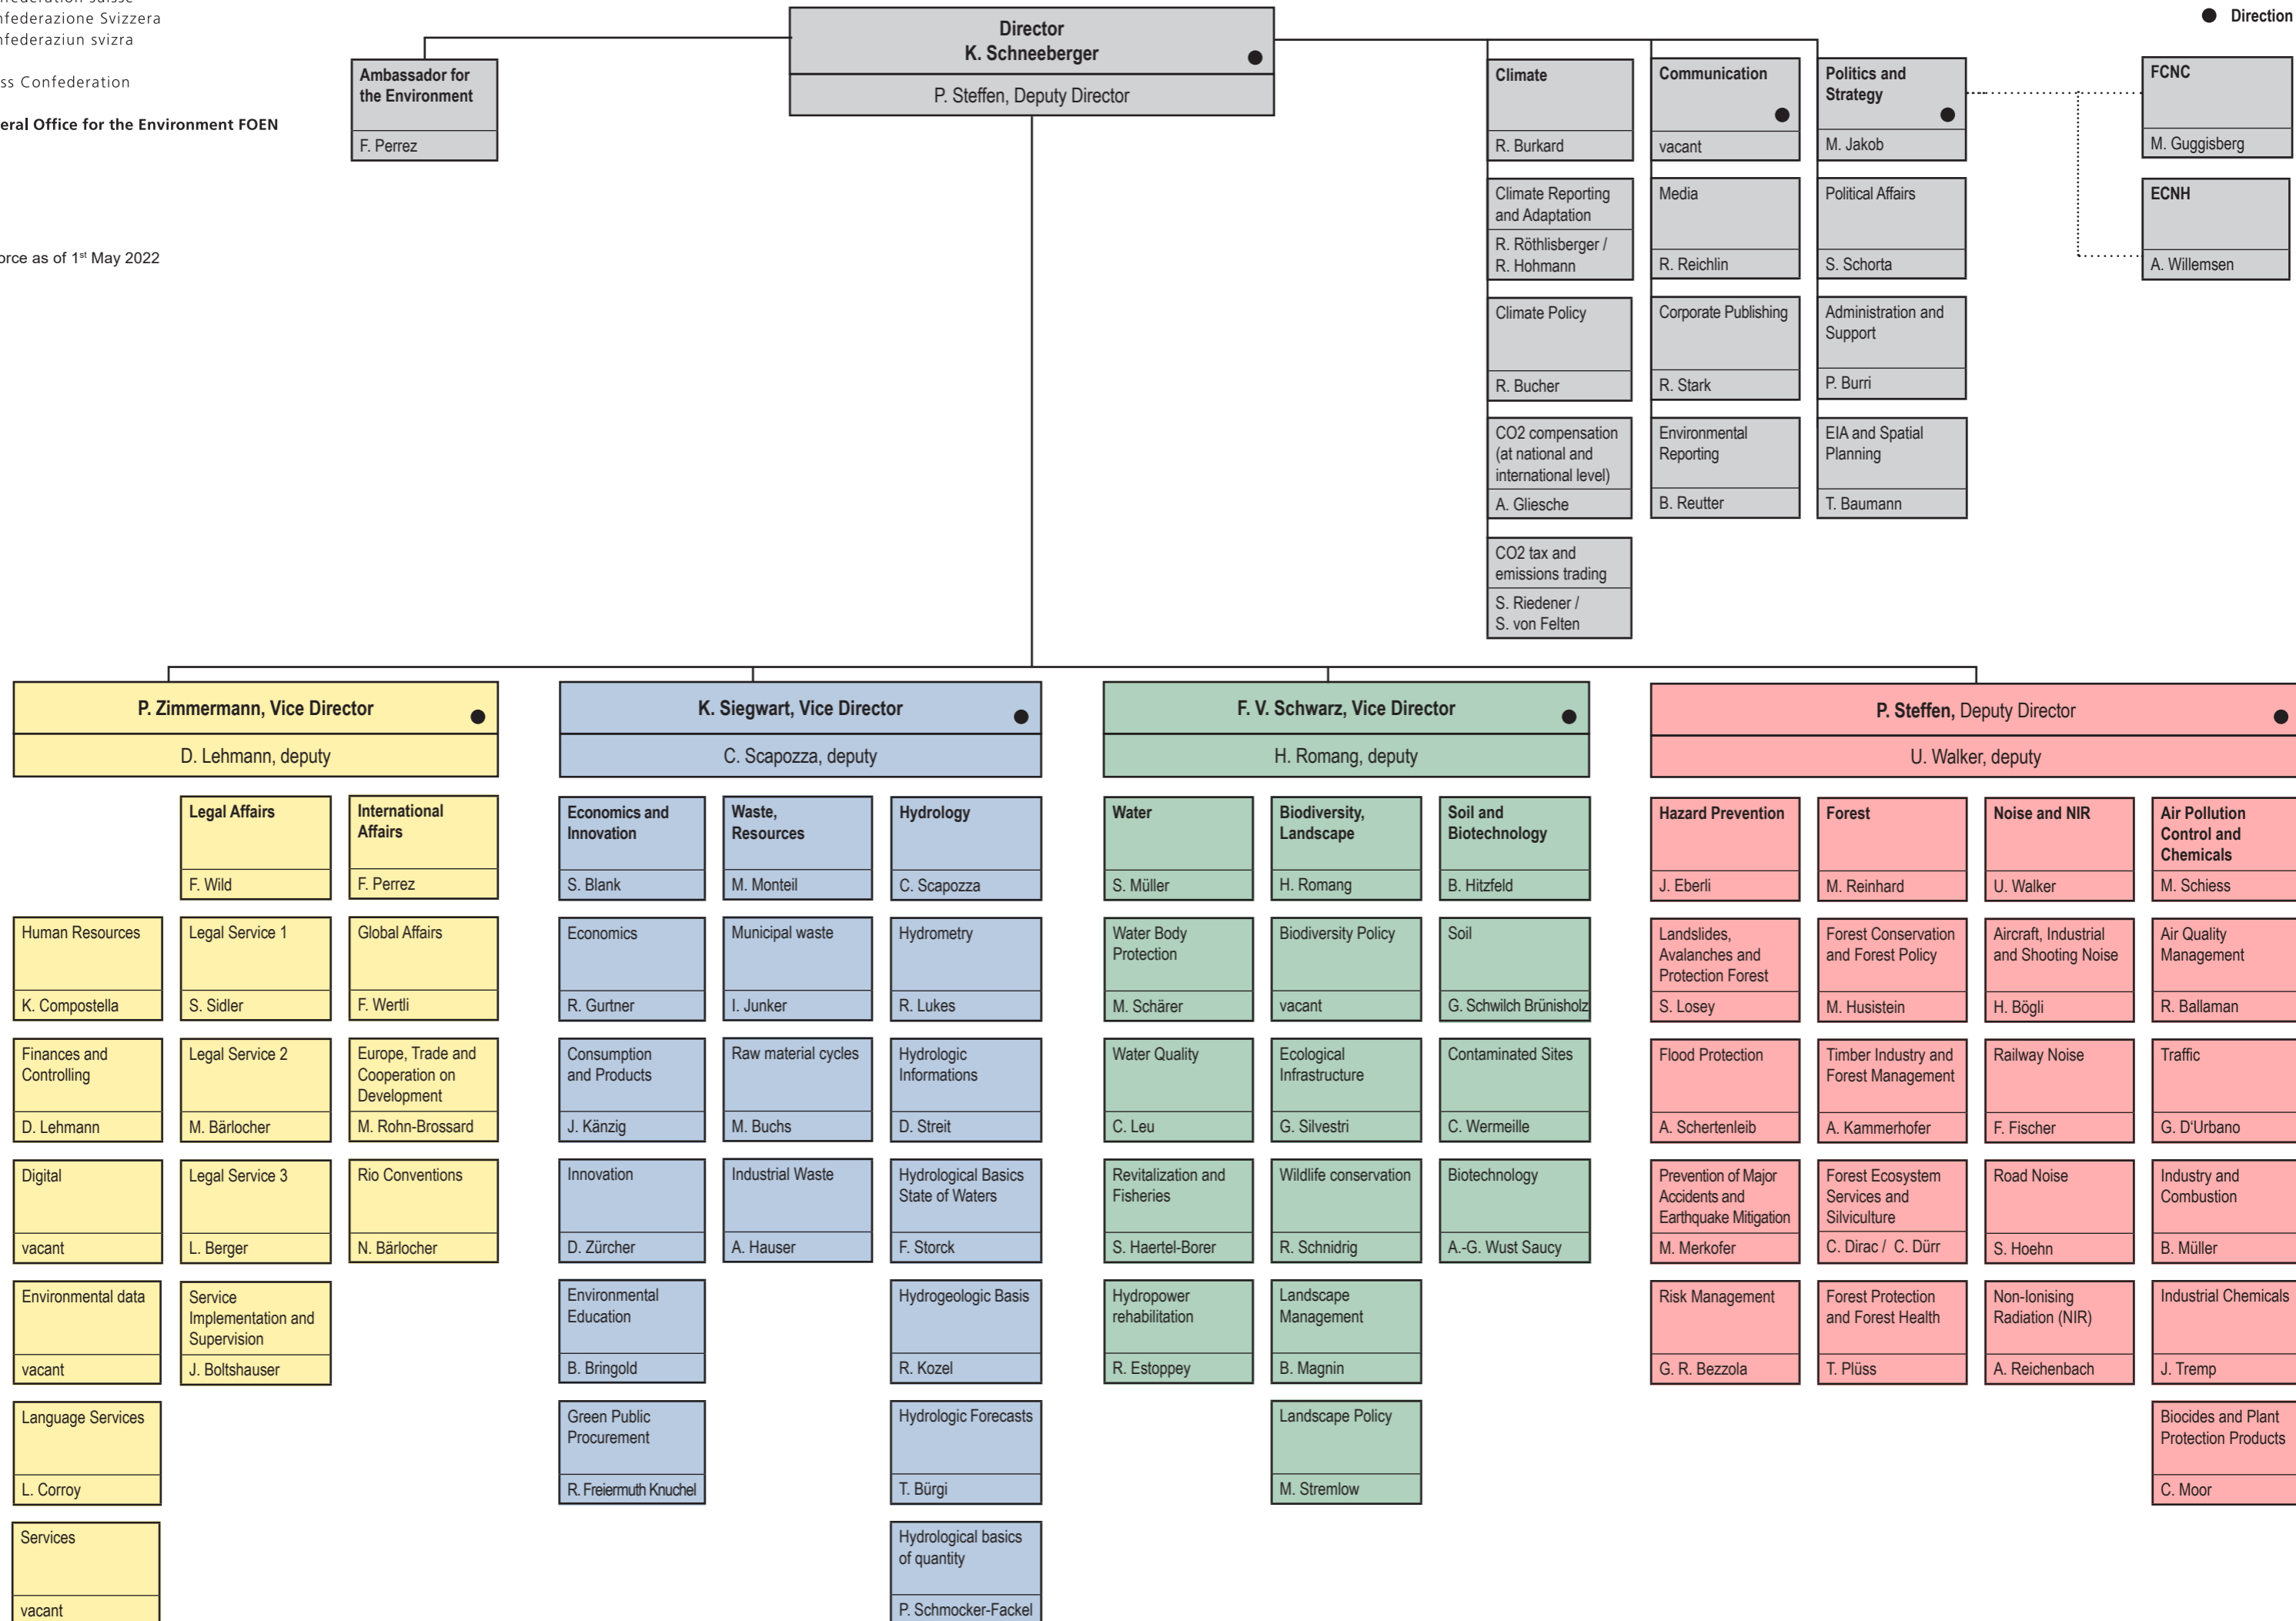 nfederazione Svizzera
nfederaziun svizra
ss Confederation
eral Office for the Environment FOEN
orce as of 1st May 2022
Direction
Director
K. Schneeberger
P. Steffen, Deputy Director
Ambassador for
the Environment
F. Perrez
Climate
R. Burkard
Climate Reporting
and Adaptation
R. Röthlisberger /
R. Hohmann
Climate Policy
R. Bucher
CO2 compensation
(at national and
international level)
A. Gliesche
CO2 tax and
emissions trading
S. Riedener /
S. von Felten
Communication
vacant
Media
R. Reichlin
Corporate Publishing
R. Stark
Environmental
Reporting
B. Reutter
Politics and
Strategy
M. Jakob
Political Affairs
S. Schorta
Administration and
Support
P. Burri
EIA and Spatial
Planning
T. Baumann
FCNC
M. Guggisberg
ECNH
A. Willemsen
P. Zimmermann, Vice Director
D. Lehmann, deputy
Human Resources
K. Compostella
Finances and
Controlling
D. Lehmann
Digital
vacant
Environmental data
vacant
Language Services
L. Corroy
Services
vacant
Legal Affairs
F. Wild
Legal Service 1
S. Sidler
Legal Service 2
M. Bärlocher
Legal Service 3
L. Berger
Service
Implementation and
Supervision
J. Boltshauser
International
Affairs
F. Perrez
Global Affairs
F. Wertli
Europe, Trade and
Cooperation on
Development
M. Rohn-Brossard
Rio Conventions
N. Bärlocher
K. Siegwart, Vice Director
C. Scapozza, deputy
Economics and
Innovation
S. Blank
Economics
R. Gurtner
Consumption
and Products
J. Känzig
Innovation
D. Zürcher
Environmental
Education
B. Bringold
Green Public
Procurement
R. Freiermuth Knuchel
Waste,
Resources
M. Monteil
Municipal waste
I. Junker
Raw material cycles
M. Buchs
Industrial Waste
A. Hauser
Hydrology
C. Scapozza
Hydrometry
R. Lukes
Hydrologic
Informations
D. Streit
Hydrological Basics
State of Waters
F. Storck
Hydrogeologic Basis
R. Kozel
Hydrologic Forecasts
T. Bürgi
Hydrological basics
of quantity
P. Schmocker-Fackel
F. V. Schwarz, Vice Director
H. Romang, deputy
Water
S. Müller
Water Body
Protection
M. Schärer
Water Quality
C. Leu
Revitalization and
Fisheries
S. Haertel-Borer
Hydropower
rehabilitation
R. Estoppey
Biodiversity,
Landscape
H. Romang
Biodiversity Policy
vacant
Ecological
Infrastructure
G. Silvestri
Wildlife conservation
R. Schnidrig
Landscape
Management
B. Magnin
Landscape Policy
M. Stremlow
Soil and
Biotechnology
B. Hitzfeld
Soil
G. Schwilch Brünisholz
Contaminated Sites
C. Wermeille
Biotechnology
A.-G. Wust Saucy
P. Steffen, Deputy Director
U. Walker, deputy
Hazard Prevention
J. Eberli
Landslides,
Avalanches and
Protection Forest
S. Losey
Flood Protection
A. Schertenleib
Prevention of Major
Accidents and
Earthquake Mitigation
M. Merkofer
Risk Management
G. R. Bezzola
Forest
M. Reinhard
Forest Conservation
and Forest Policy
M. Husistein
Timber Industry and
Forest Management
A. Kammerhofer
Forest Ecosystem
Services and
Silviculture
C. Dirac / C. Dürr
Forest Protection
and Forest Health
T. Plüss
Noise and NIR
U. Walker
Aircraft, Industrial
and Shooting Noise
H. Bögli
Railway Noise
F. Fischer
Road Noise
S. Hoehn
Non-Ionising
Radiation (NIR)
A. Reichenbach
Air Pollution
Control and
Chemicals
M. Schiess
Air Quality
Management
R. Ballaman
Traffic
G. D'Urbano
Industry and
Combustion
B. Müller
Industrial Chemicals
J. Tremp
Biocides and Plant
Protection Products
C. Moor